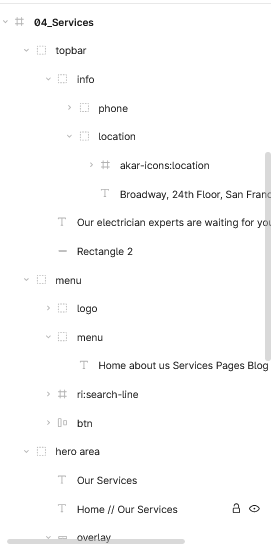 04_Services
topbar
info
phone
location
akar-icons:location
Broadway, 24th Floor, San Franc
Our electrician experts are waiting for you
Rectangle 2
menu
logo
menu
Home about us Services Pages Blog
ri:search-line
btn
hero area
Our Services
Home // Our Services
overlay